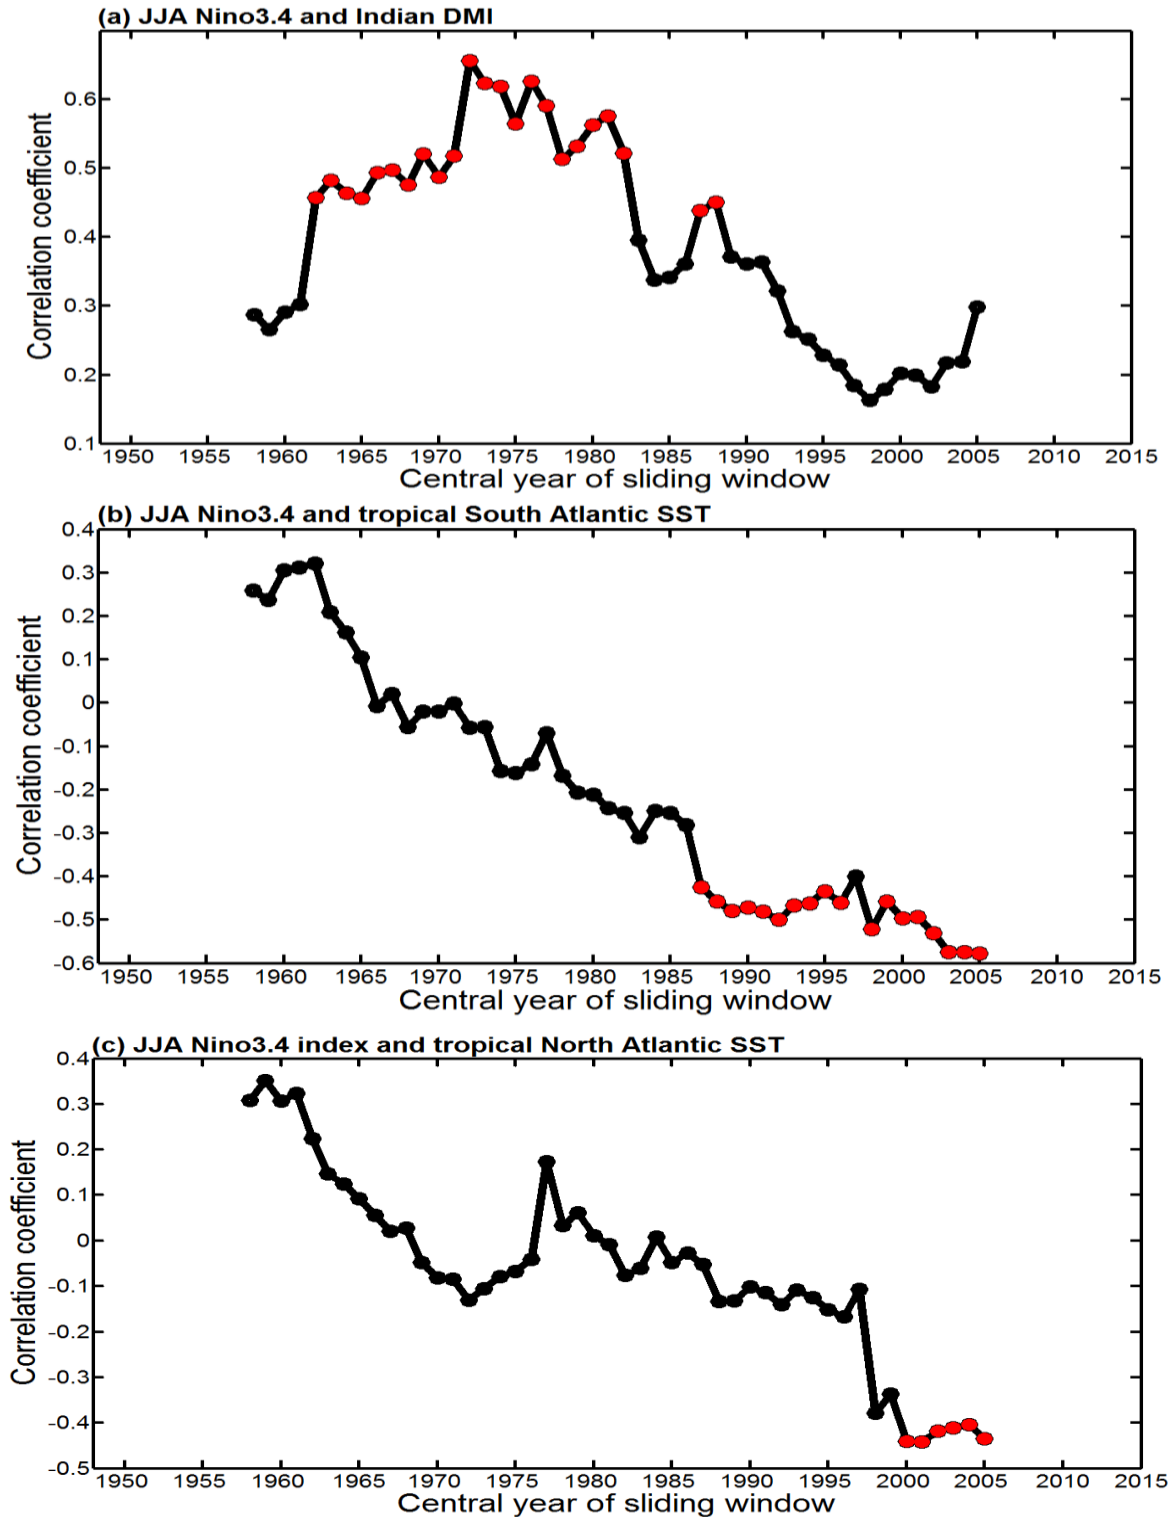 (a) JJA Nino3.4 and Indian DMI
Correlation coefficient
0.6
0.5
0.4
0.3
0.2
0.1
1950 1955 1960 1965 1970 1975 1980 1985 1990 1995 2000 2005 2010 2015
Central year of sliding window
(b) JJA Nino3.4 and tropical South Atlantic SST
Correlation coefficient
0.4
0.3
0.2
0.1
0
-0.1
-0.2
-0.3
-0.4
-0.5
-0.6
1950 1955 1960 1965 1970 1975 1980 1985 1990 1995 2000 2005 2010 2015
Central year of sliding window
(c) JJA Nino3.4 index and tropical North Atlantic SST
Correlation coefficient
0.4
0.3
0.2
0.1
0
-0.1
-0.2
-0.3
-0.4
-0.5
1950 1955 1960 1965 1970 1975 1980 1985 1990 1995 2000 2005 2010 2015
Central year of sliding window